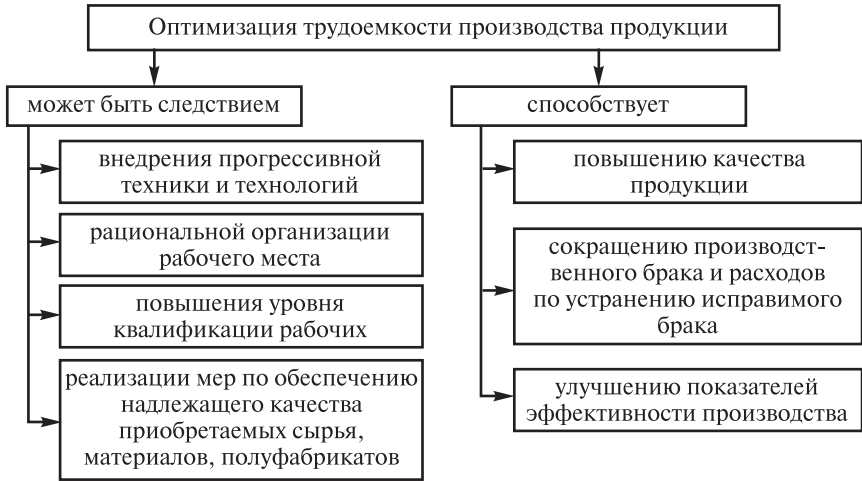 Оптимизация трудоемкости производства продукции
может быть следствием
внедрения прогрессивной
техники и технологий
рациональной организации
рабочего места
повышения уровня
квалификации рабочих
реализации мер по обеспечению
надлежащего качества
приобретаемых сырья,
материалов, полуфабрикатов
способствует
повышению качества
продукции
сокращению производст-
венного брака и расходов
по устранению исправимого
брака
улучшению показателей
эффективности производства